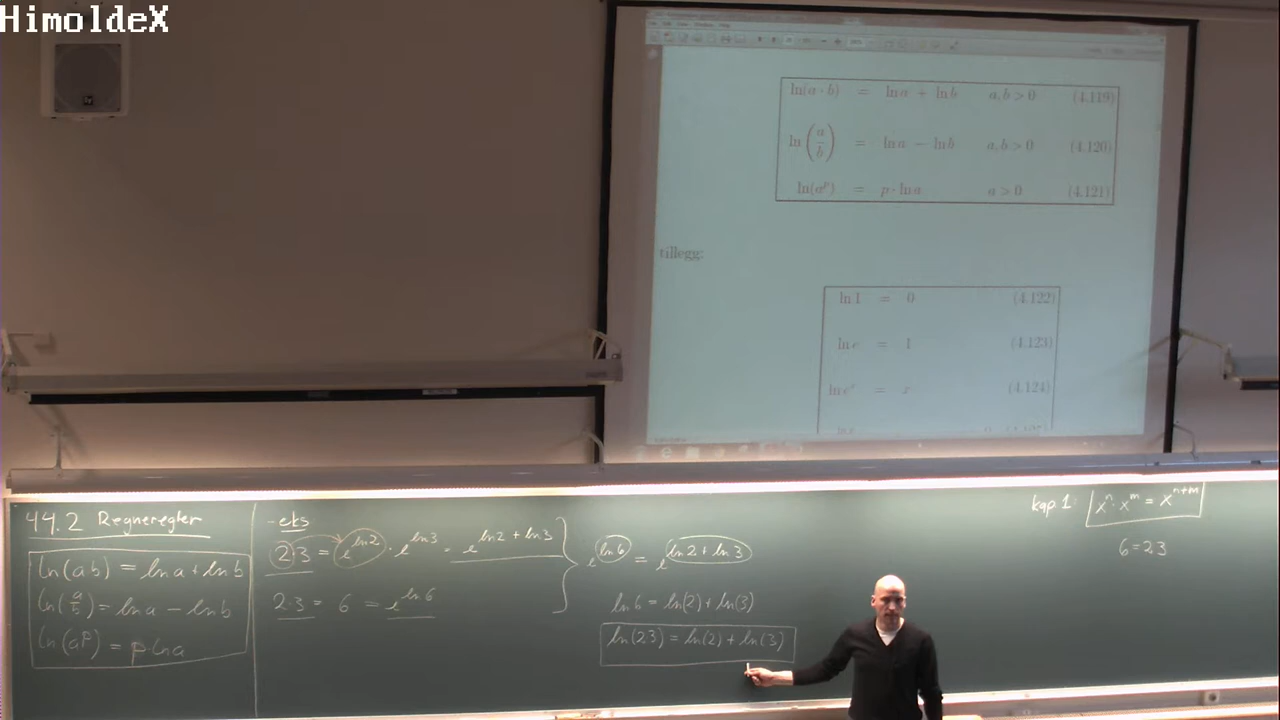 HimoldeX
ln(a · b) = ln a + ln b a, b > 0 (4.119)
ln(a/b) = ln a − ln b a, b > 0 (4.120)
ln(a^p) = p · ln a a > 0 (4.121)
tillegg:
ln 1 = 0 (4.122)
ln e = 1 (4.123)
ln e^x = x (4.124)
44.2 Regneregler
ln(ab) = ln a + ln b
ln(a/b) = ln a − ln b
ln(a^p) = p·ln a
- eks
2·3 = e^ln2 · e^ln3 = e^ln2 + ln3
2·3 = 6 = e^ln6
e^ln6 = e^ln2 + ln3
ln6 = ln(2) + ln(3)
ln(2·3) = ln(2) + ln(3)
kap. 1 x^n · x^m = x^n+m
6 = 2·3